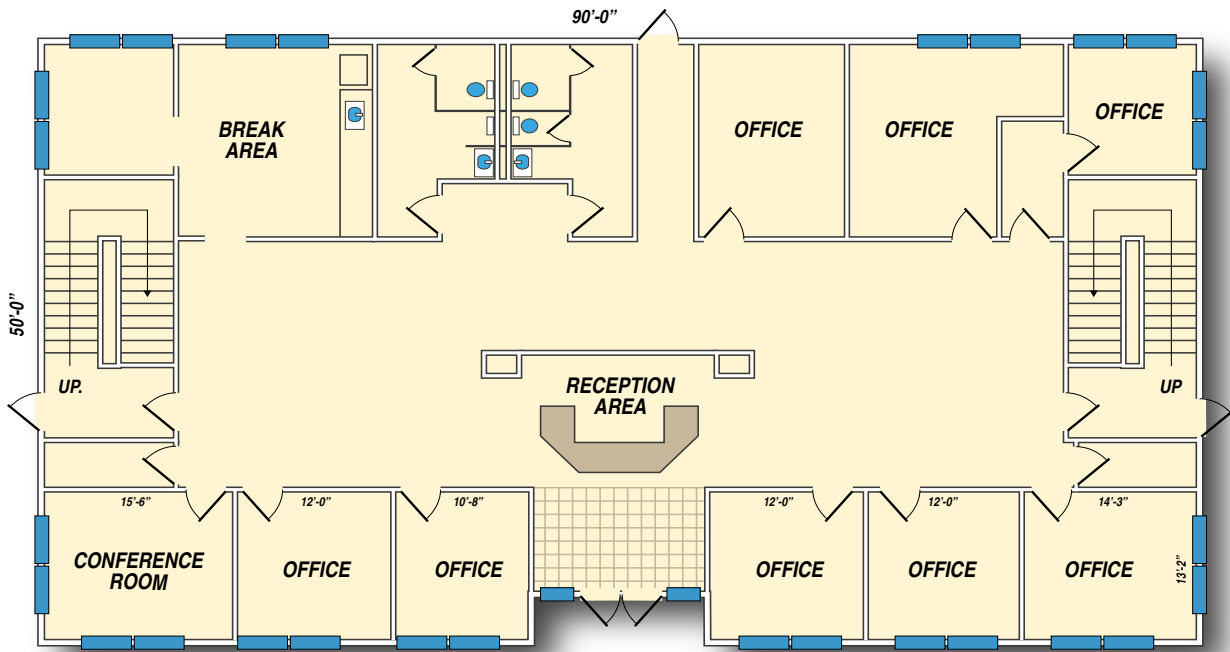 90'-0”
BREAK
AREA
OFFICE
OFFICE
OFFICE
50'-0”
UP.
RECEPTION
AREA
UP
15'-6”
12'-0”
10'-8”
12'-0”
12'-0”
14'-3”
CONFERENCE
ROOM
OFFICE
OFFICE
OFFICE
OFFICE
OFFICE
13'-2”